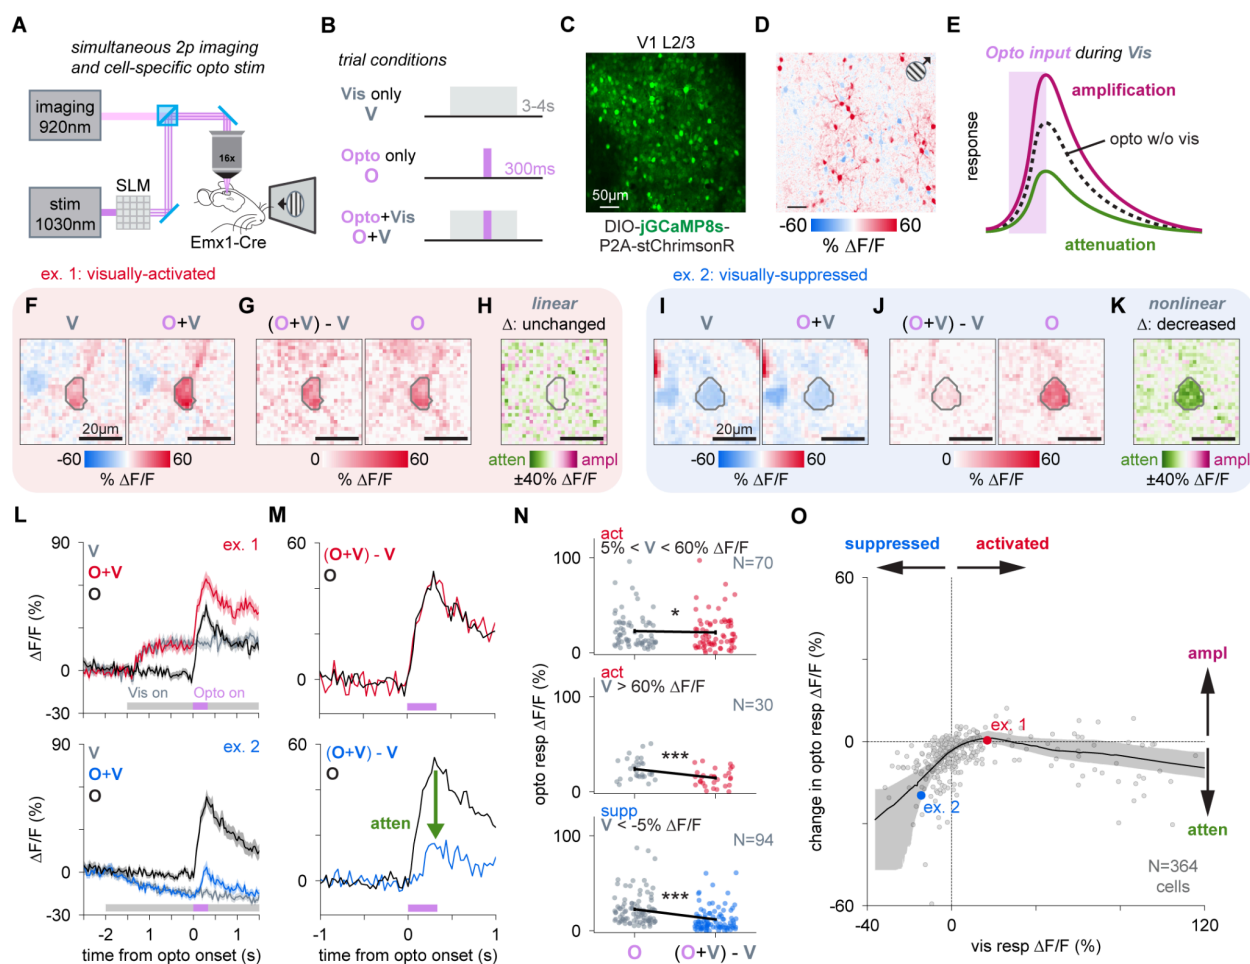 A
simultaneous 2p imaging
and cell-specific opto stim
imaging
920nm
16x
SLM
stim
1030nm
Emx1-Cre
B
trial conditions
Vis only
V
3-4s
Opto only
O
300ms
Opto+Vis
O+V
C
V1 L2/3
50µm
DIO-jGCaMP8s-
P2A-stChrimsonR
D
-60
60
% ΔF/F
E
Opto input during Vis
amplification
opto w/o vis
response
attenuation
ex. 1: visually-activated
F
V
O+V
20µm
-60
60
% ΔF/F
G
(O+V) - V
O
0
60
% ΔF/F
H
linear
Δ: unchanged
atten
ampl
±40% ΔF/F
ex. 2: visually-suppressed
I
V
O+V
20µm
-60
60
% ΔF/F
J
(O+V) - V
O
0
60
% ΔF/F
K
nonlinear
Δ: decreased
atten
ampl
±40% ΔF/F
L
90
V
O+V
O
ex. 1
ΔF/F (%)
0
Vis on
Opto on
-30
90
V
O+V
O
ex. 2
ΔF/F (%)
0
-30
-2
-1
0
1
time from opto onset (s)
M
60
(O+V) - V
O
0
60
(O+V) - V
O
atten
0
-1
0
1
time from opto onset (s)
N
act
5% < V < 60% ΔF/F
100
N=70
*
0
act
V > 60% ΔF/F
100
N=30
***
0
supp
V < -5% ΔF/F
100
N=94
***
0
opto resp ΔF/F (%)
O
(O+V) - V
O
suppressed
activated
60
ampl
ex. 1
0
ex. 2
atten
N=364
cells
-60
change in opto resp ΔF/F (%)
-40
0
120
vis resp ΔF/F (%)